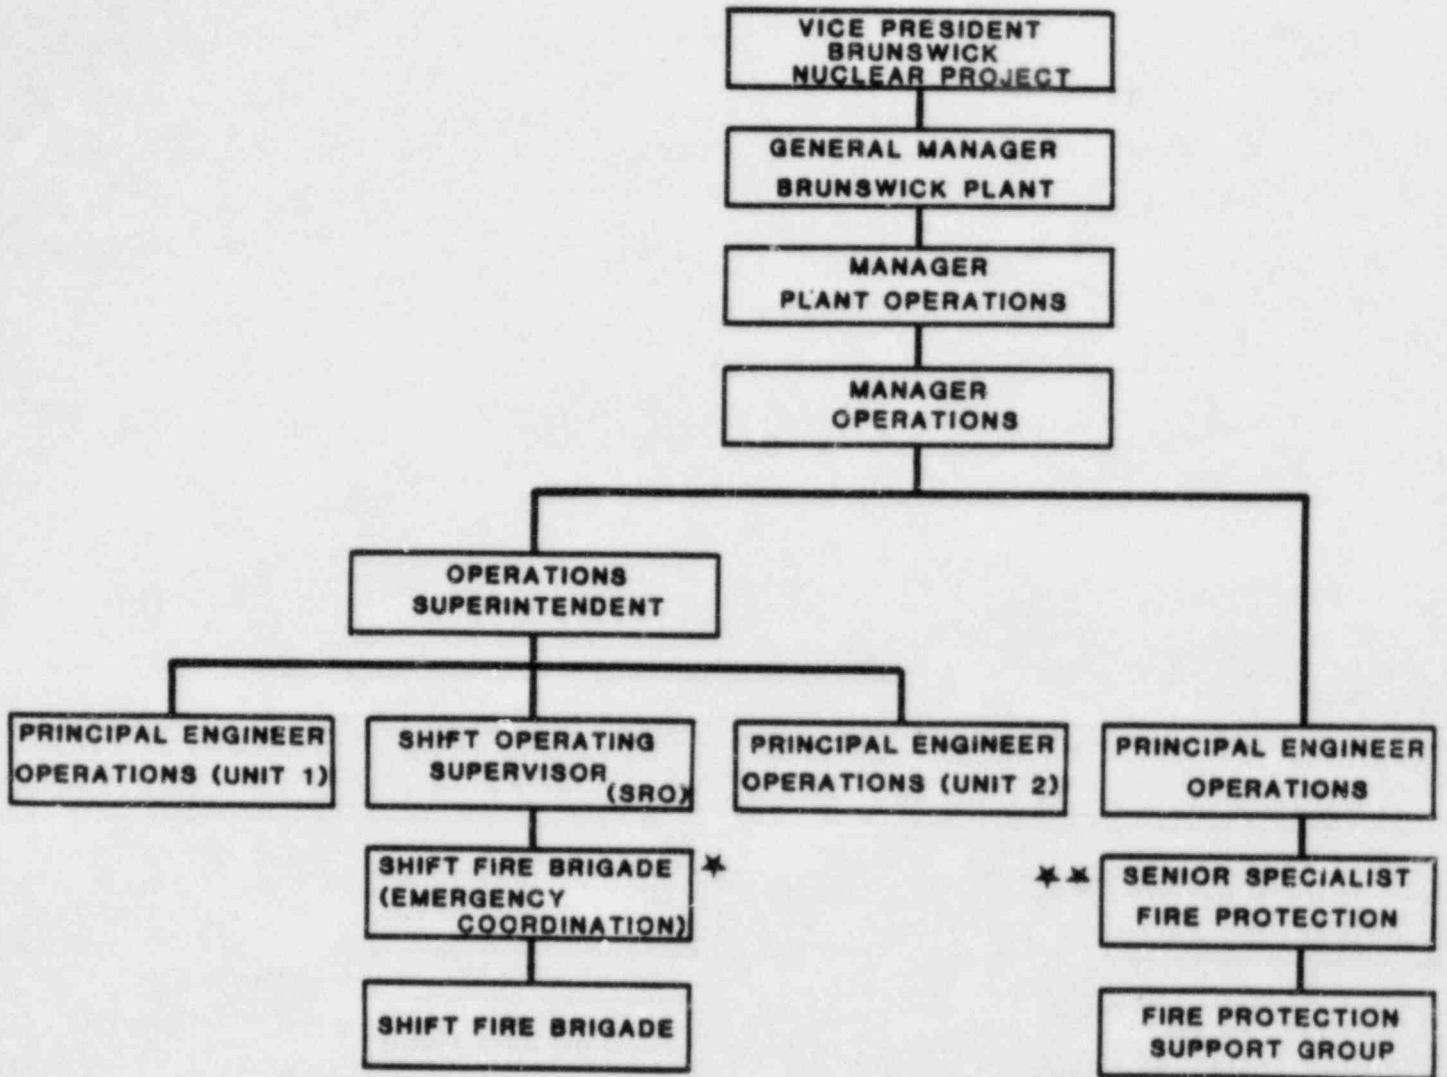 VICE PRESIDENT
BRUNSWICK
NUCLEAR PROJECT
GENERAL MANAGER
BRUNSWICK PLANT
MANAGER
PLANT OPERATIONS
MANAGER
OPERATIONS
OPERATIONS
SUPERINTENDENT
PRINCIPAL ENGINEER
OPERATIONS (UNIT 1)
SHIFT OPERATING
SUPERVISOR
(SRO)
PRINCIPAL ENGINEER
OPERATIONS (UNIT 2)
PRINCIPAL ENGINEER
OPERATIONS
SHIFT FIRE BRIGADE ★
(EMERGENCY
COORDINATION)
★★ SENIOR SPECIALIST
FIRE PROTECTION
SHIFT FIRE BRIGADE
FIRE PROTECTION
SUPPORT GROUP